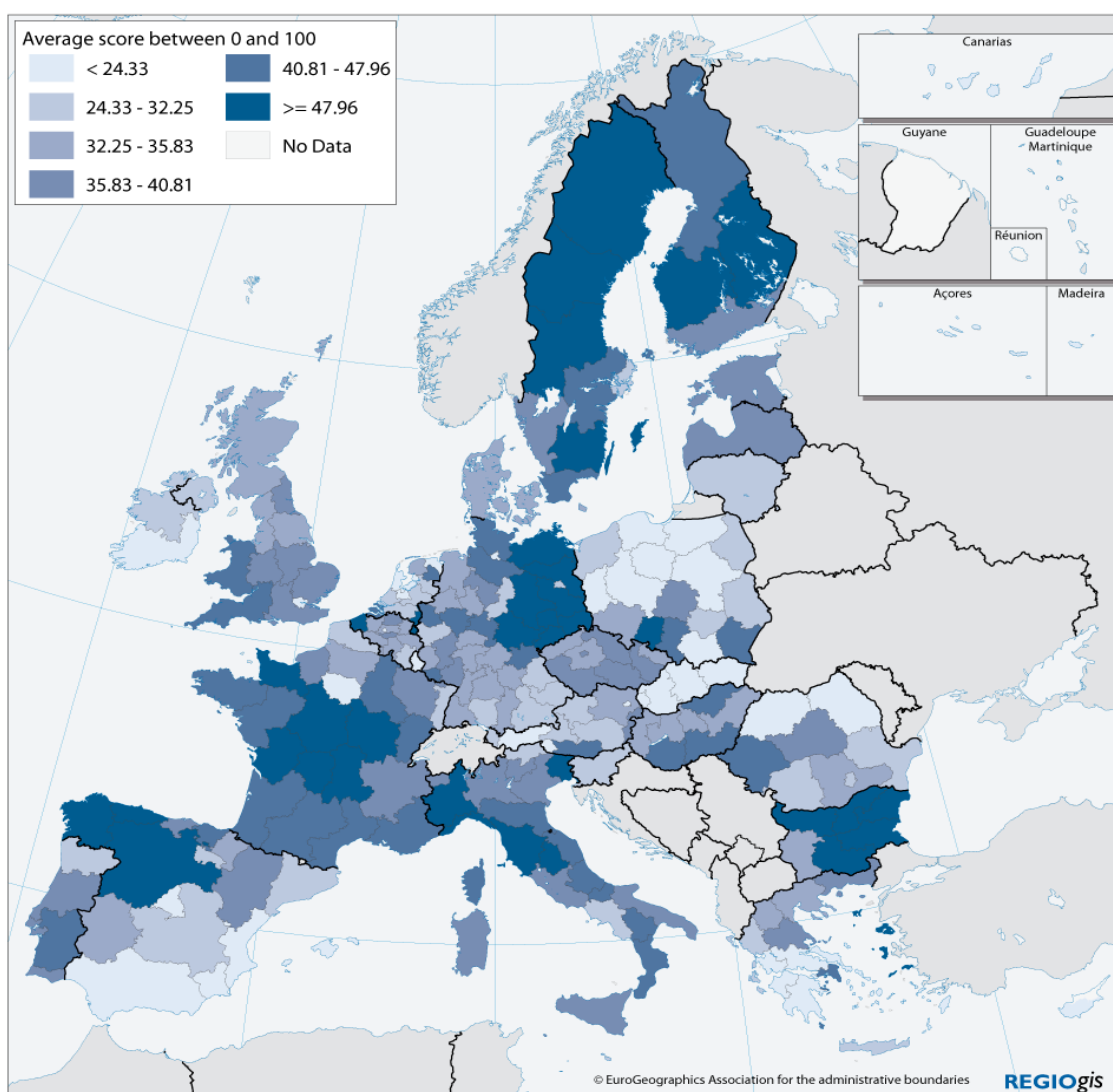 Average score between 0 and 100
< 24.33
24.33 - 32.25
32.25 - 35.83
35.83 - 40.81
40.81 - 47.96
>= 47.96
No Data
Canarias
Guyane
Guadeloupe
Martinique
Réunion
Açores
Madeira
© EuroGeographics Association for the administrative boundaries
REGIOgis